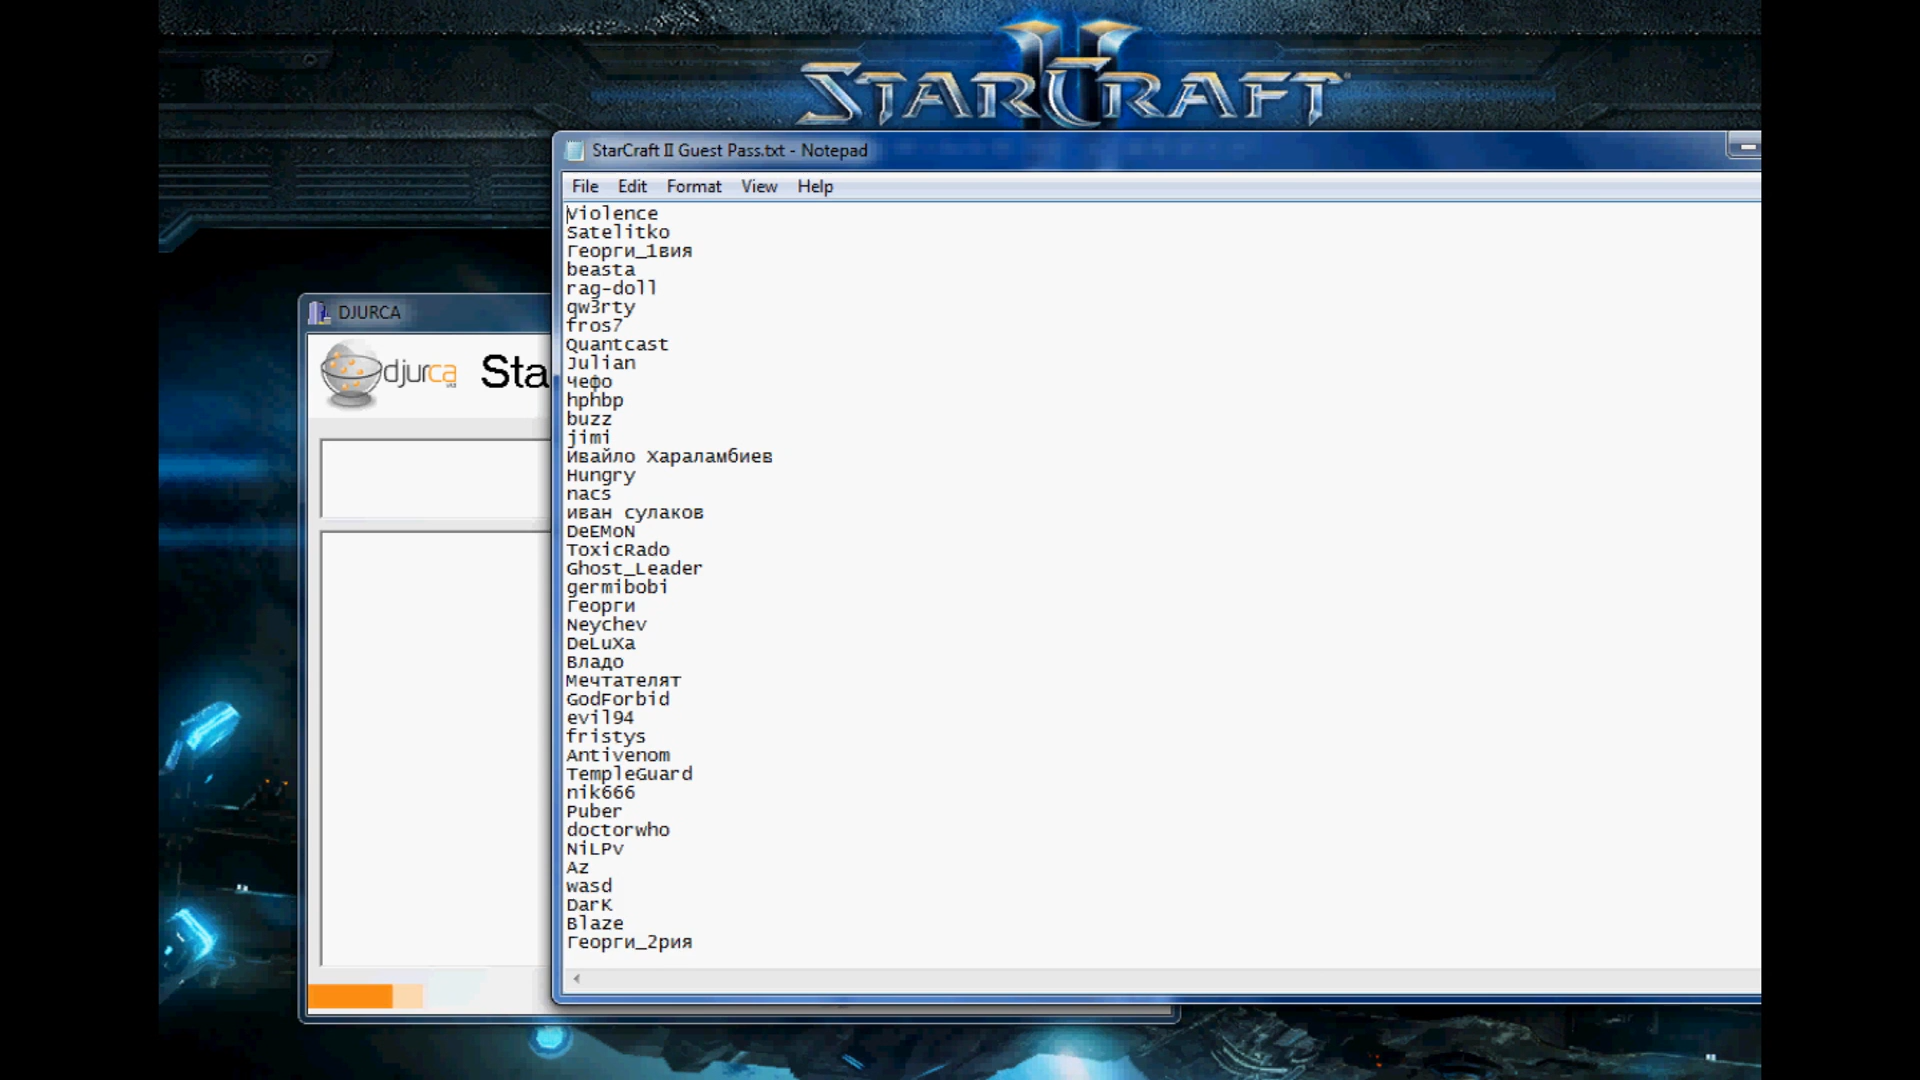 STARCRAFT II
StarCraft II Guest Pass.txt - Notepad
File Edit Format View Help
Violence
Satelitko
Георги_1вия
beasta
rag-doll
qw3rty
fros7
Quantcast
Julian
Чефо
hphbp
buzz
jimi
Ивайло Хараламбиев
Hungry
nacs
иван сулаков
DeEMoN
ToxicRado
Ghost_Leader
germibobi
Георги
Neychev
DeLuXa
Владо
Мечтателят
GodForbid
evil94
fristys
Antivenom
TempleGuard
nik666
Puber
doctorwho
NiLPv
Az
wasd
DarK
Blaze
Георги_2рия
DJURCA
djurca
Sta